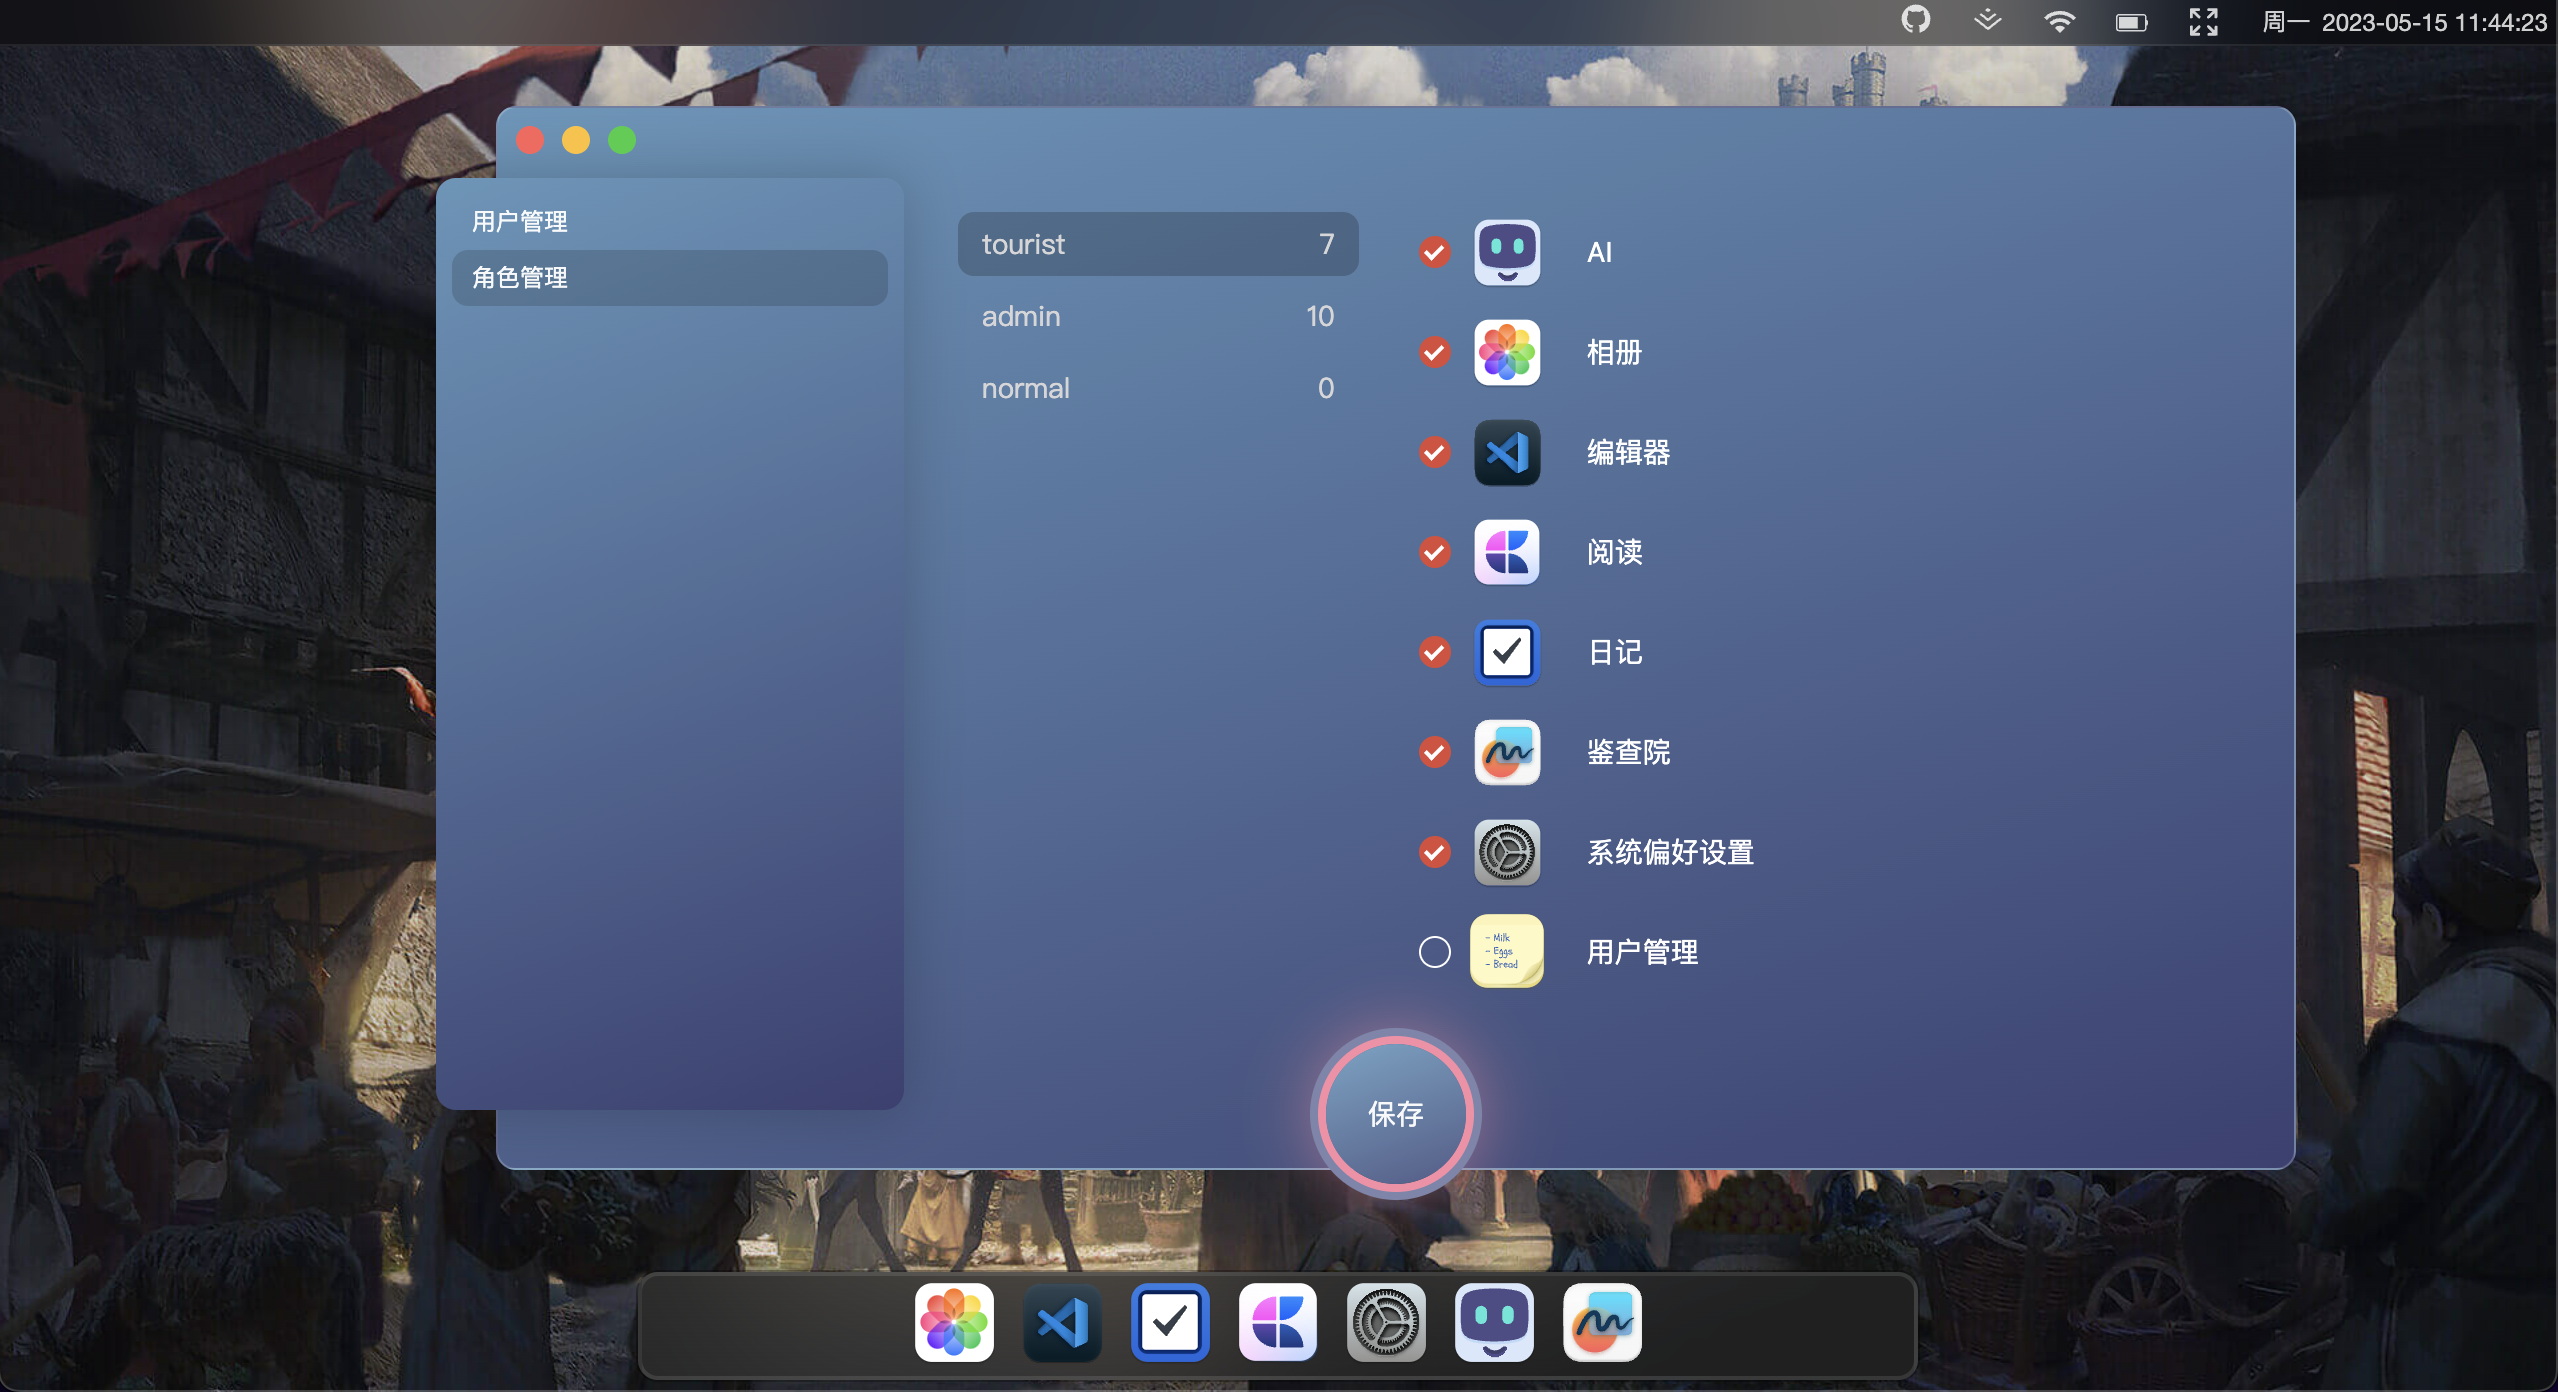 周一 2023-05-15 11:44:23
用户管理
角色管理
tourist 7
admin 10
normal 0
AI
相册
编辑器
阅读
日记
鉴查院
系统偏好设置
- Milk
- Eggs
- Bread
用户管理
保存